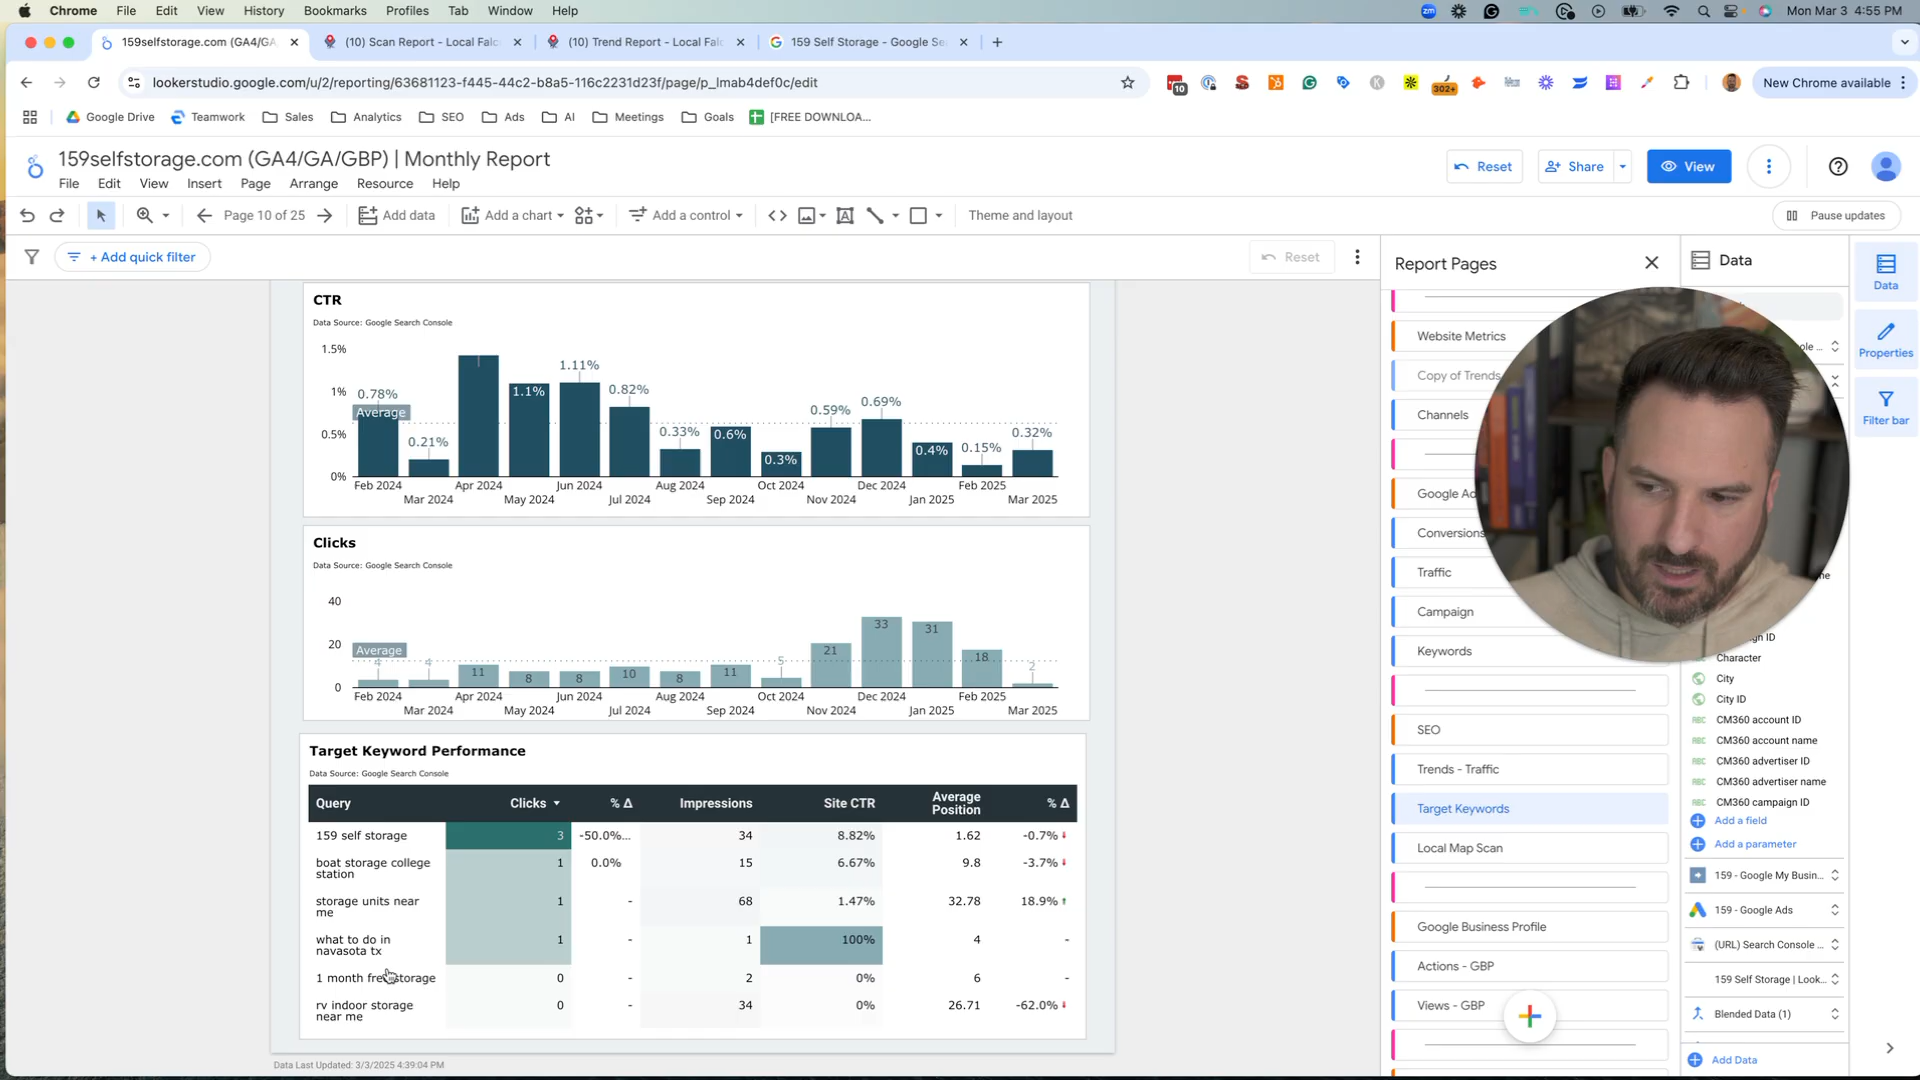 Chrome File Edit View History Bookmarks Profiles Tab Window Help
Mon Mar 3 4:55 PM
159selfstorage.com (GA4/GA
(10) Scan Report - Local Falc
(10) Trend Report - Local Falc
159 Self Storage - Google Se
lookerstudio.google.com/u/2/reporting/63681123-f445-44c2-b8a5-116c2231d23f/page/p_lmab4def0c/edit
10
302+
New Chrome available
Google Drive Teamwork Sales Analytics SEO Ads AI Meetings Goals [FREE DOWNLOA...
159selfstorage.com (GA4/GA/GBP) | Monthly Report
File Edit View Insert Page Arrange Resource Help
Reset Share View
Page 10 of 25 Add data Add a chart Add a control Theme and layout Pause updates
+ Add quick filter
Reset
CTR
Data Source: Google Search Console
1.5%
1%
0.5%
0%
Average
0.78% 0.21% 1.1% 1.11% 0.82% 0.33% 0.6% 0.3% 0.59% 0.69% 0.4% 0.15% 0.32%
Feb 2024 Mar 2024 Apr 2024 May 2024 Jun 2024 Jul 2024 Aug 2024 Sep 2024 Oct 2024 Nov 2024 Dec 2024 Jan 2025 Feb 2025 Mar 2025
Clicks
Data Source: Google Search Console
40
20
0
Average
4 4 11 8 8 10 8 11 5 21 33 31 18 2
Feb 2024 Mar 2024 Apr 2024 May 2024 Jun 2024 Jul 2024 Aug 2024 Sep 2024 Oct 2024 Nov 2024 Dec 2024 Jan 2025 Feb 2025 Mar 2025
Target Keyword Performance
Data Source: Google Search Console
Query Clicks % Δ Impressions Site CTR Average Position % Δ
159 self storage 3 -50.0%... 34 8.82% 1.62 -0.7%
boat storage college station 1 0.0% 15 6.67% 9.8 -3.7%
storage units near me 1 - 68 1.47% 32.78 18.9%
what to do in navasota tx 1 - 1 100% 4 -
1 month free storage 0 - 2 0% 6 -
rv indoor storage near me 0 - 34 0% 26.71 -62.0%
Data Last Updated: 3/3/2025 4:39:04 PM
Report Pages
Website Metrics
Copy of Trends
Channels
Google Ad
Conversions
Traffic
Campaign
Keywords
SEO
Trends - Traffic
Target Keywords
Local Map Scan
Google Business Profile
Actions - GBP
Views - GBP
Data
Character
City
City ID
ABC CM360 account ID
ABC CM360 account name
ABC CM360 advertiser ID
ABC CM360 advertiser name
ABC CM360 campaign ID
Add a field
Add a parameter
159 - Google My Busin...
159 - Google Ads
(URL) Search Console ...
159 Self Storage | Look...
Blended Data (1)
Add Data
Data
Properties
Filter bar